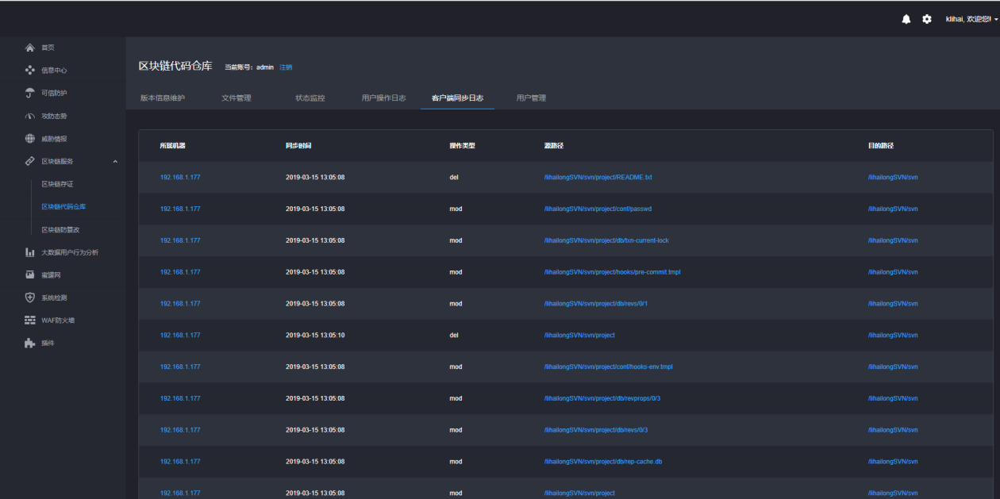 klihai, 欢迎您!
首页
信息中心
可信防护
攻防态势
威胁情报
区块链服务
区块链存证
区块链代码仓库
区块链防篡改
大数据用户行为分析
蜜罐网
系统检测
WAF防火墙
插件
区块链代码仓库 当前账号：admin 注销
版本信息维护 文件管理 状态监控 用户操作日志 客户端同步日志 用户管理
所属机器 同步时间 操作类型 源路径 目的路径
192.168.1.177 2019-03-15 13:05:08 del /lihailongSVN/svn/project/README.txt /lihailongSVN/svn
192.168.1.177 2019-03-15 13:05:08 mod /lihailongSVN/svn/project/conf/passwd /lihailongSVN/svn
192.168.1.177 2019-03-15 13:05:08 mod /lihailongSVN/svn/project/db/txn-current-lock /lihailongSVN/svn
192.168.1.177 2019-03-15 13:05:08 mod /lihailongSVN/svn/project/hooks/pre-commit.tmpl /lihailongSVN/svn
192.168.1.177 2019-03-15 13:05:08 mod /lihailongSVN/svn/project/db/revs/0/1 /lihailongSVN/svn
192.168.1.177 2019-03-15 13:05:10 del /lihailongSVN/svn/project /lihailongSVN/svn
192.168.1.177 2019-03-15 13:05:08 mod /lihailongSVN/svn/project/conf/hooks-env.tmpl /lihailongSVN/svn
192.168.1.177 2019-03-15 13:05:08 mod /lihailongSVN/svn/project/db/revprops/0/3 /lihailongSVN/svn
192.168.1.177 2019-03-15 13:05:08 mod /lihailongSVN/svn/project/db/revs/0/3 /lihailongSVN/svn
192.168.1.177 2019-03-15 13:05:08 mod /lihailongSVN/svn/project/db/rep-cache.db /lihailongSVN/svn
192.168.1.177 2019-03-15 13:05:08 mod /lihailongSVN/svn/project /lihailongSVN/svn